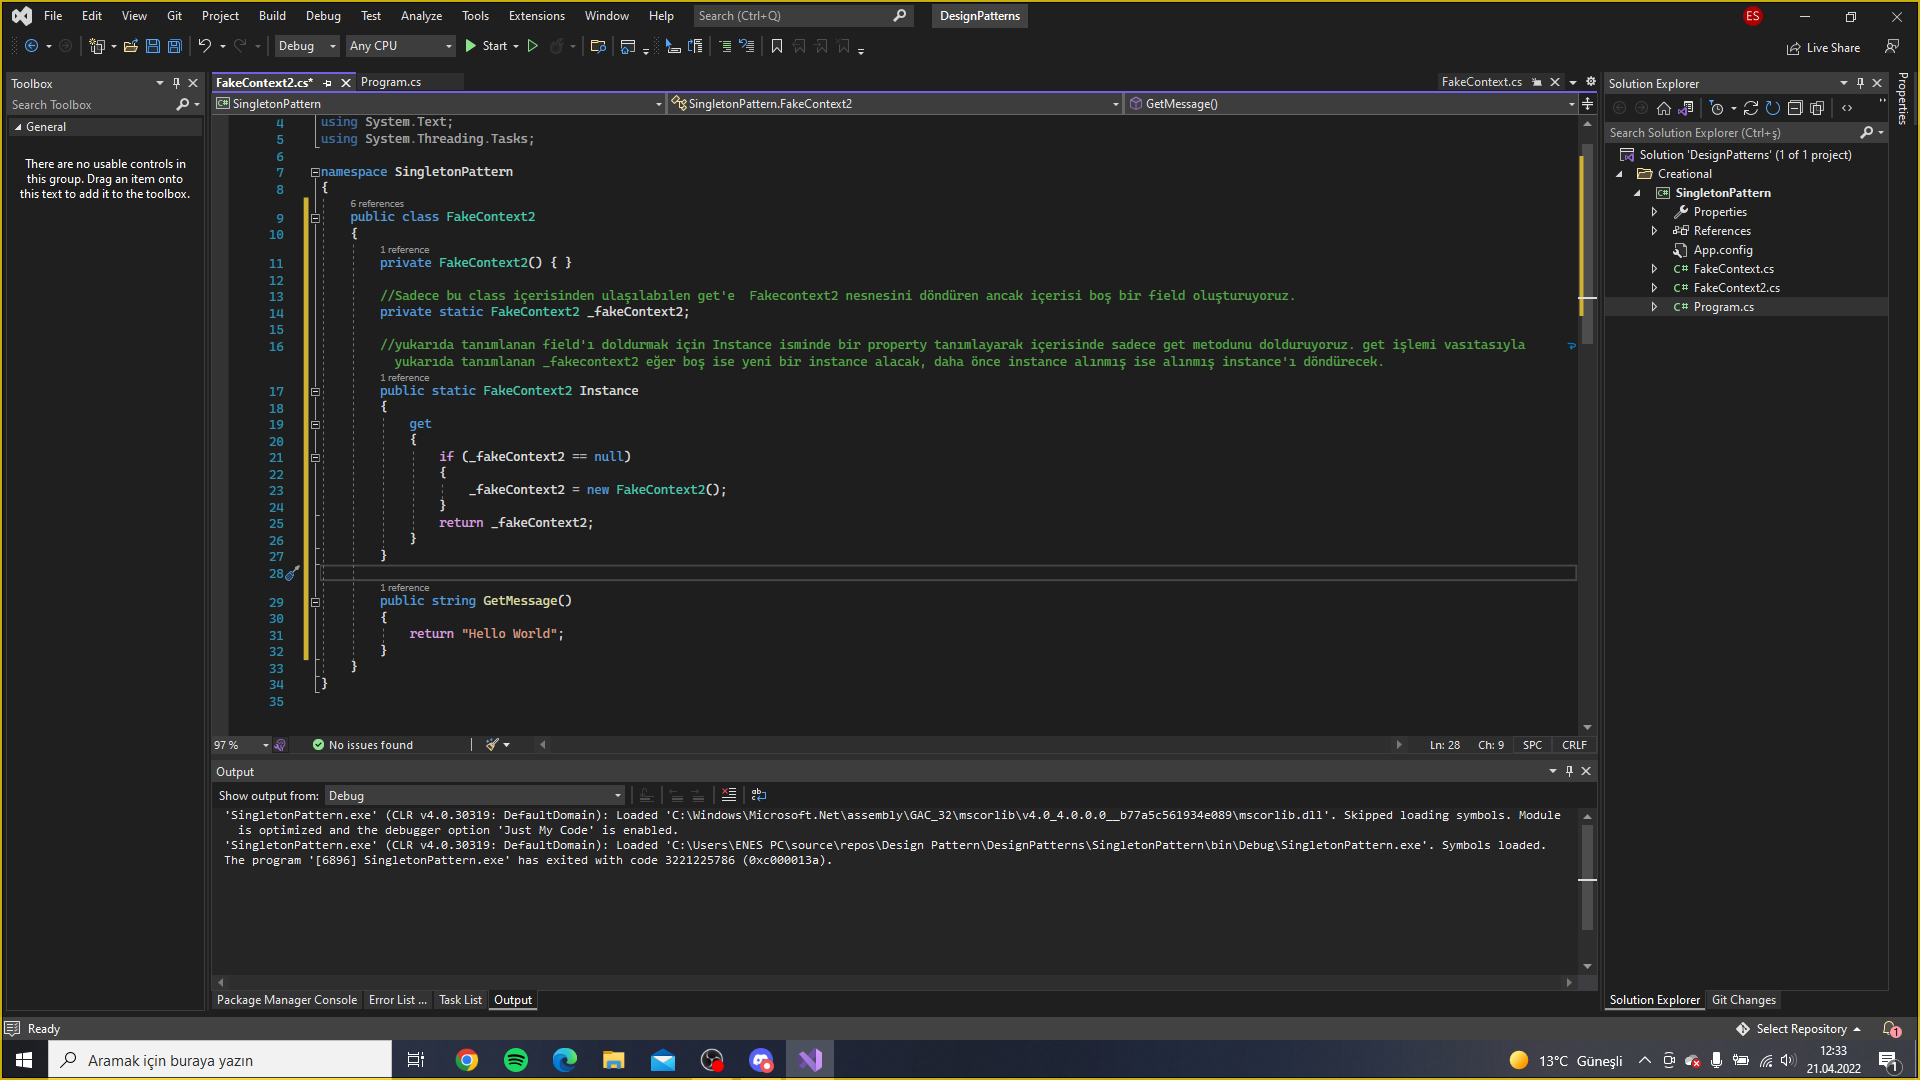 File Edit View Git Project Build Debug Test Analyze Tools Extensions Window Help Search (Ctrl+Q) DesignPatterns ES
Debug Any CPU Start Live Share
Toolbox
Search Toolbox
General
There are no usable controls in
this group. Drag an item onto
this text to add it to the toolbox.
FakeContext2.cs* Program.cs FakeContext.cs
SingletonPattern SingletonPattern.FakeContext2 GetMessage()
4 using System.Text;
5 using System.Threading.Tasks;
6
7 namespace SingletonPattern
8 {
6 references
9 public class FakeContext2
10 {
1 reference
11 private FakeContext2() { }
12
13 //Sadece bu class içerisinden ulaşılabılen get'e  Fakecontext2 nesnesini döndüren ancak içerisi boş bir field oluşturuyoruz.
14 private static FakeContext2 _fakeContext2;
15
16 //yukarıda tanımlanan field'ı doldurmak için Instance isminde bir property tanımlayarak içerisinde sadece get metodunu dolduruyoruz. get işlemi vasıtasıyla
yukarıda tanımlanan _fakecontext2 eğer boş ise yeni bir instance alacak, daha önce instance alınmış ise alınmış instance'ı döndürecek.
1 reference
17 public static FakeContext2 Instance
18 {
19 get
20 {
21 if (_fakeContext2 == null)
22 {
23 _fakeContext2 = new FakeContext2();
24 }
25 return _fakeContext2;
26 }
27 }
28
1 reference
29 public string GetMessage()
30 {
31 return "Hello World";
32 }
33 }
34 }
35
97 % No issues found Ln: 28 Ch: 9 SPC CRLF
Output
Show output from: Debug
'SingletonPattern.exe' (CLR v4.0.30319: DefaultDomain): Loaded 'C:\Windows\Microsoft.Net\assembly\GAC_32\mscorlib\v4.0_4.0.0.0__b77a5c561934e089\mscorlib.dll'. Skipped loading symbols. Module
is optimized and the debugger option 'Just My Code' is enabled.
'SingletonPattern.exe' (CLR v4.0.30319: DefaultDomain): Loaded 'C:\Users\ENES PC\source\repos\Design Pattern\DesignPatterns\SingletonPattern\bin\Debug\SingletonPattern.exe'. Symbols loaded.
The program '[6896] SingletonPattern.exe' has exited with code 3221225786 (0xc000013a).
Package Manager Console Error List ... Task List Output
Solution Explorer
Search Solution Explorer (Ctrl+ş)
Solution 'DesignPatterns' (1 of 1 project)
Creational
C# SingletonPattern
Properties
References
App.config
C# FakeContext.cs
C# FakeContext2.cs
C# Program.cs
Solution Explorer Git Changes
Properties
Ready Select Repository 1
Aramak için buraya yazın 13°C Güneşli 12:33
21.04.2022 1